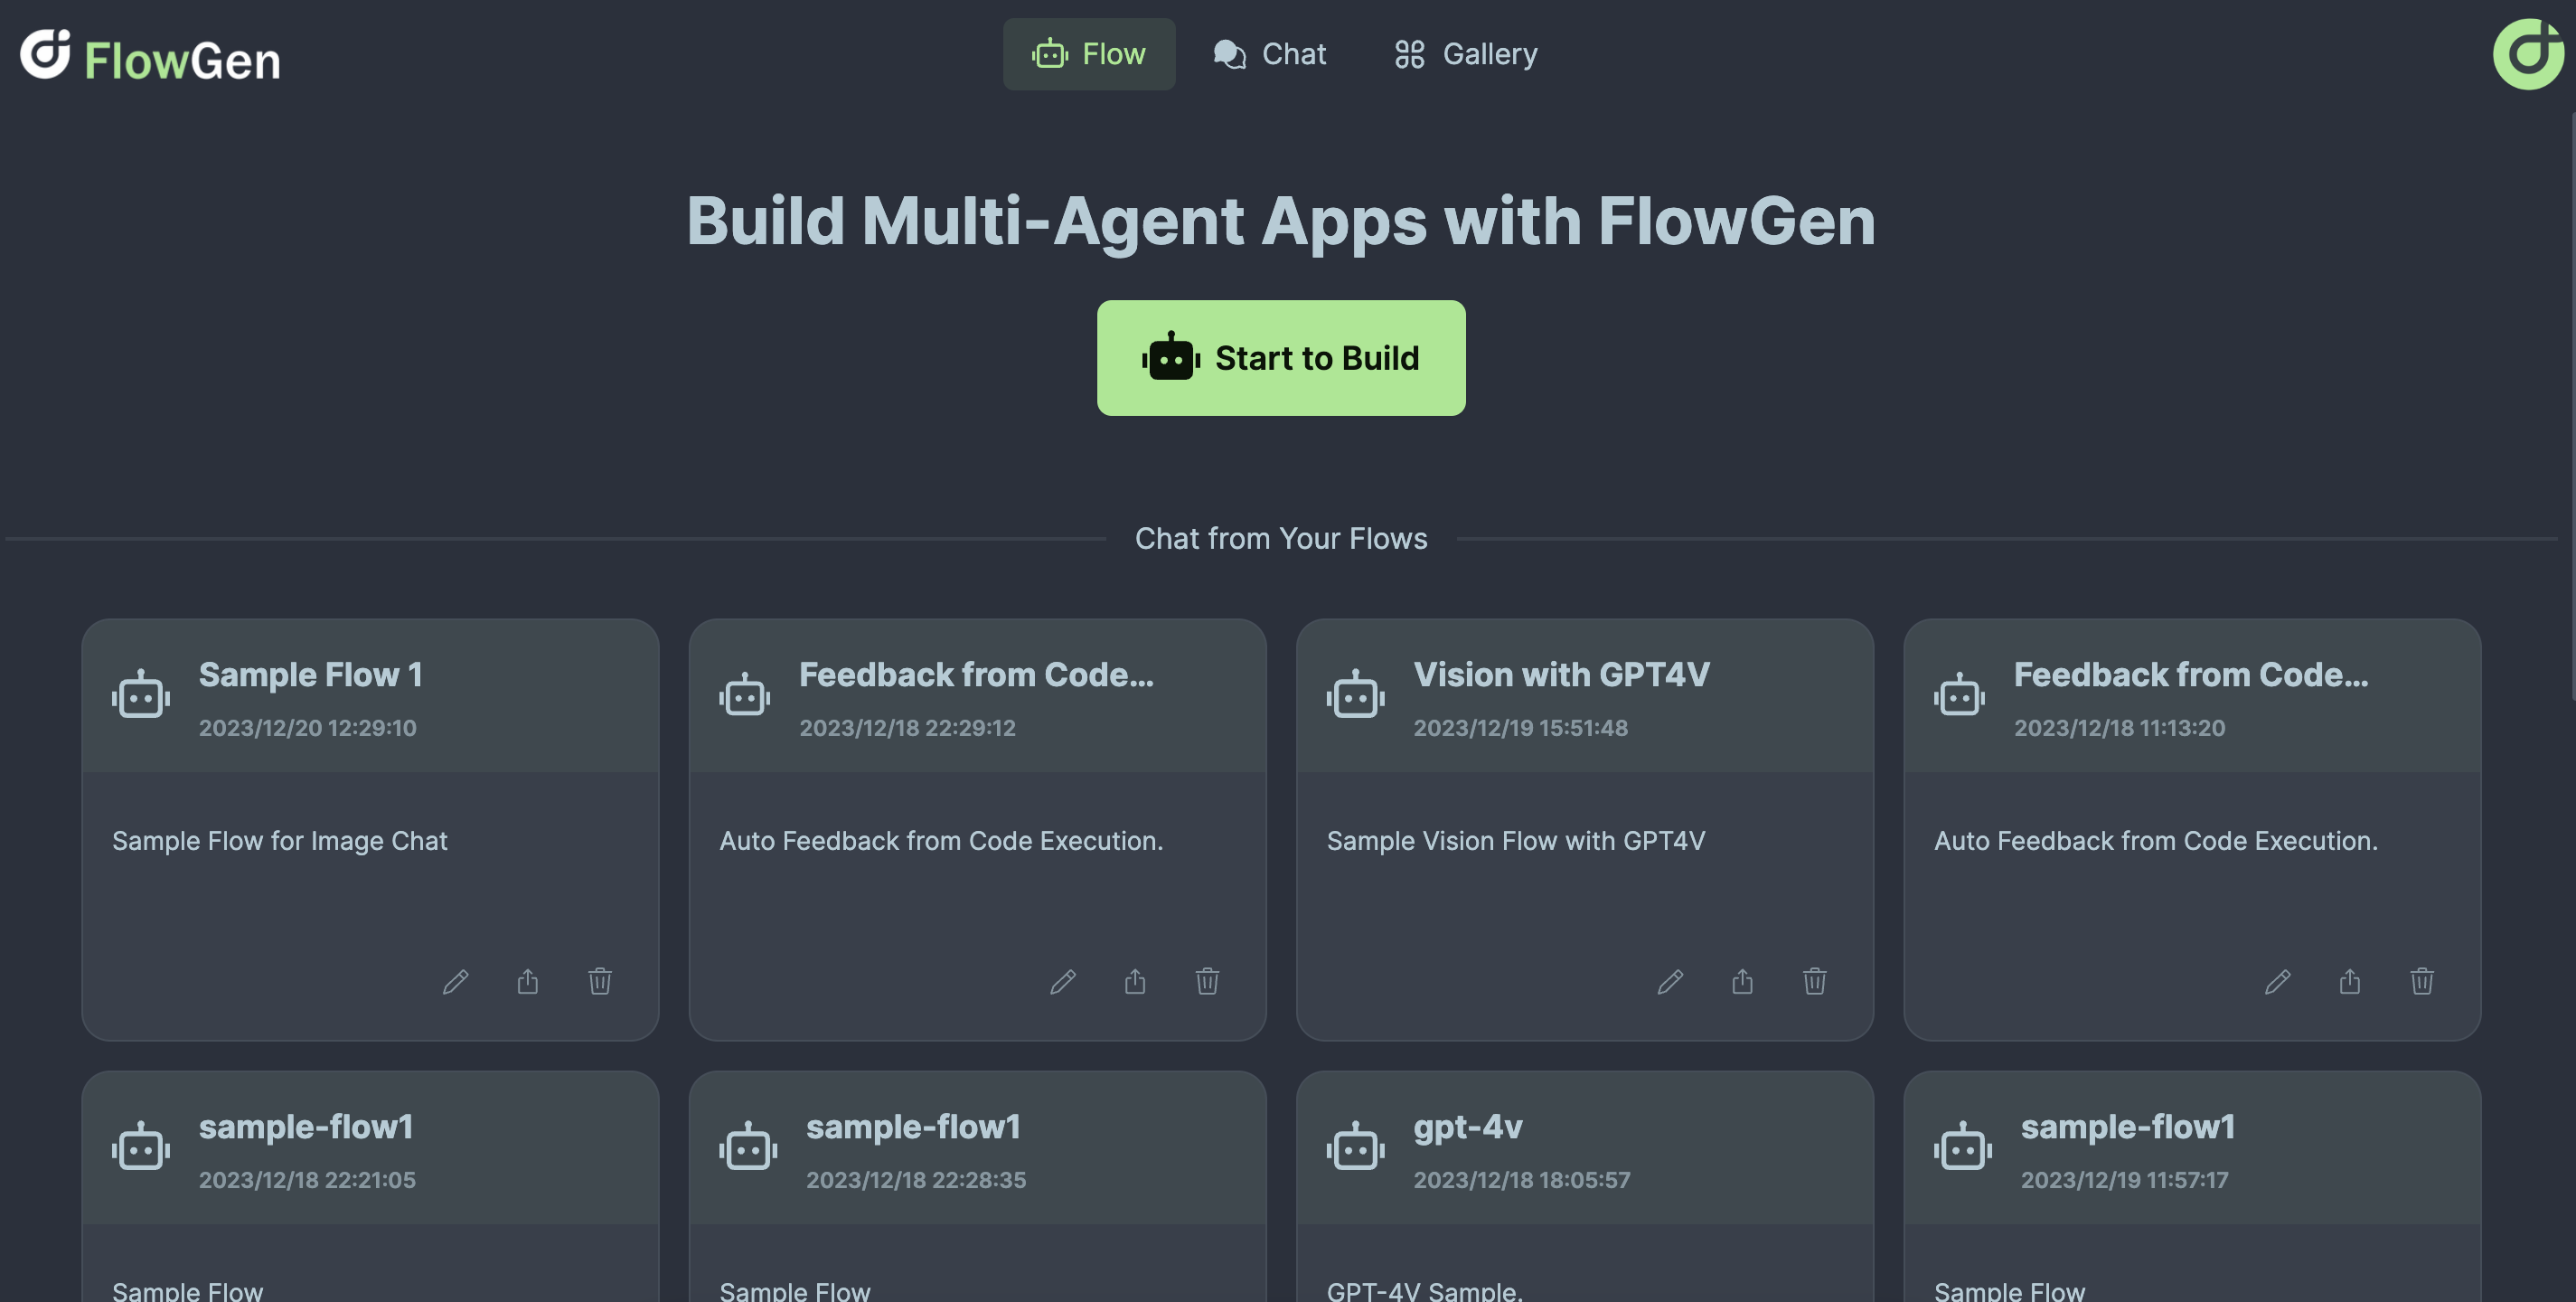 FlowGen
Flow
Chat
Gallery
Build Multi-Agent Apps with FlowGen
Start to Build
Chat from Your Flows
Sample Flow 1
2023/12/20 12:29:10
Sample Flow for Image Chat
Feedback from Code...
2023/12/18 22:29:12
Auto Feedback from Code Execution.
Vision with GPT4V
2023/12/19 15:51:48
Sample Vision Flow with GPT4V
Feedback from Code...
2023/12/18 11:13:20
Auto Feedback from Code Execution.
sample-flow1
2023/12/18 22:21:05
Sample Flow
sample-flow1
2023/12/18 22:28:35
Sample Flow
gpt-4v
2023/12/18 18:05:57
GPT-4V Sample.
sample-flow1
2023/12/19 11:57:17
Sample Flow